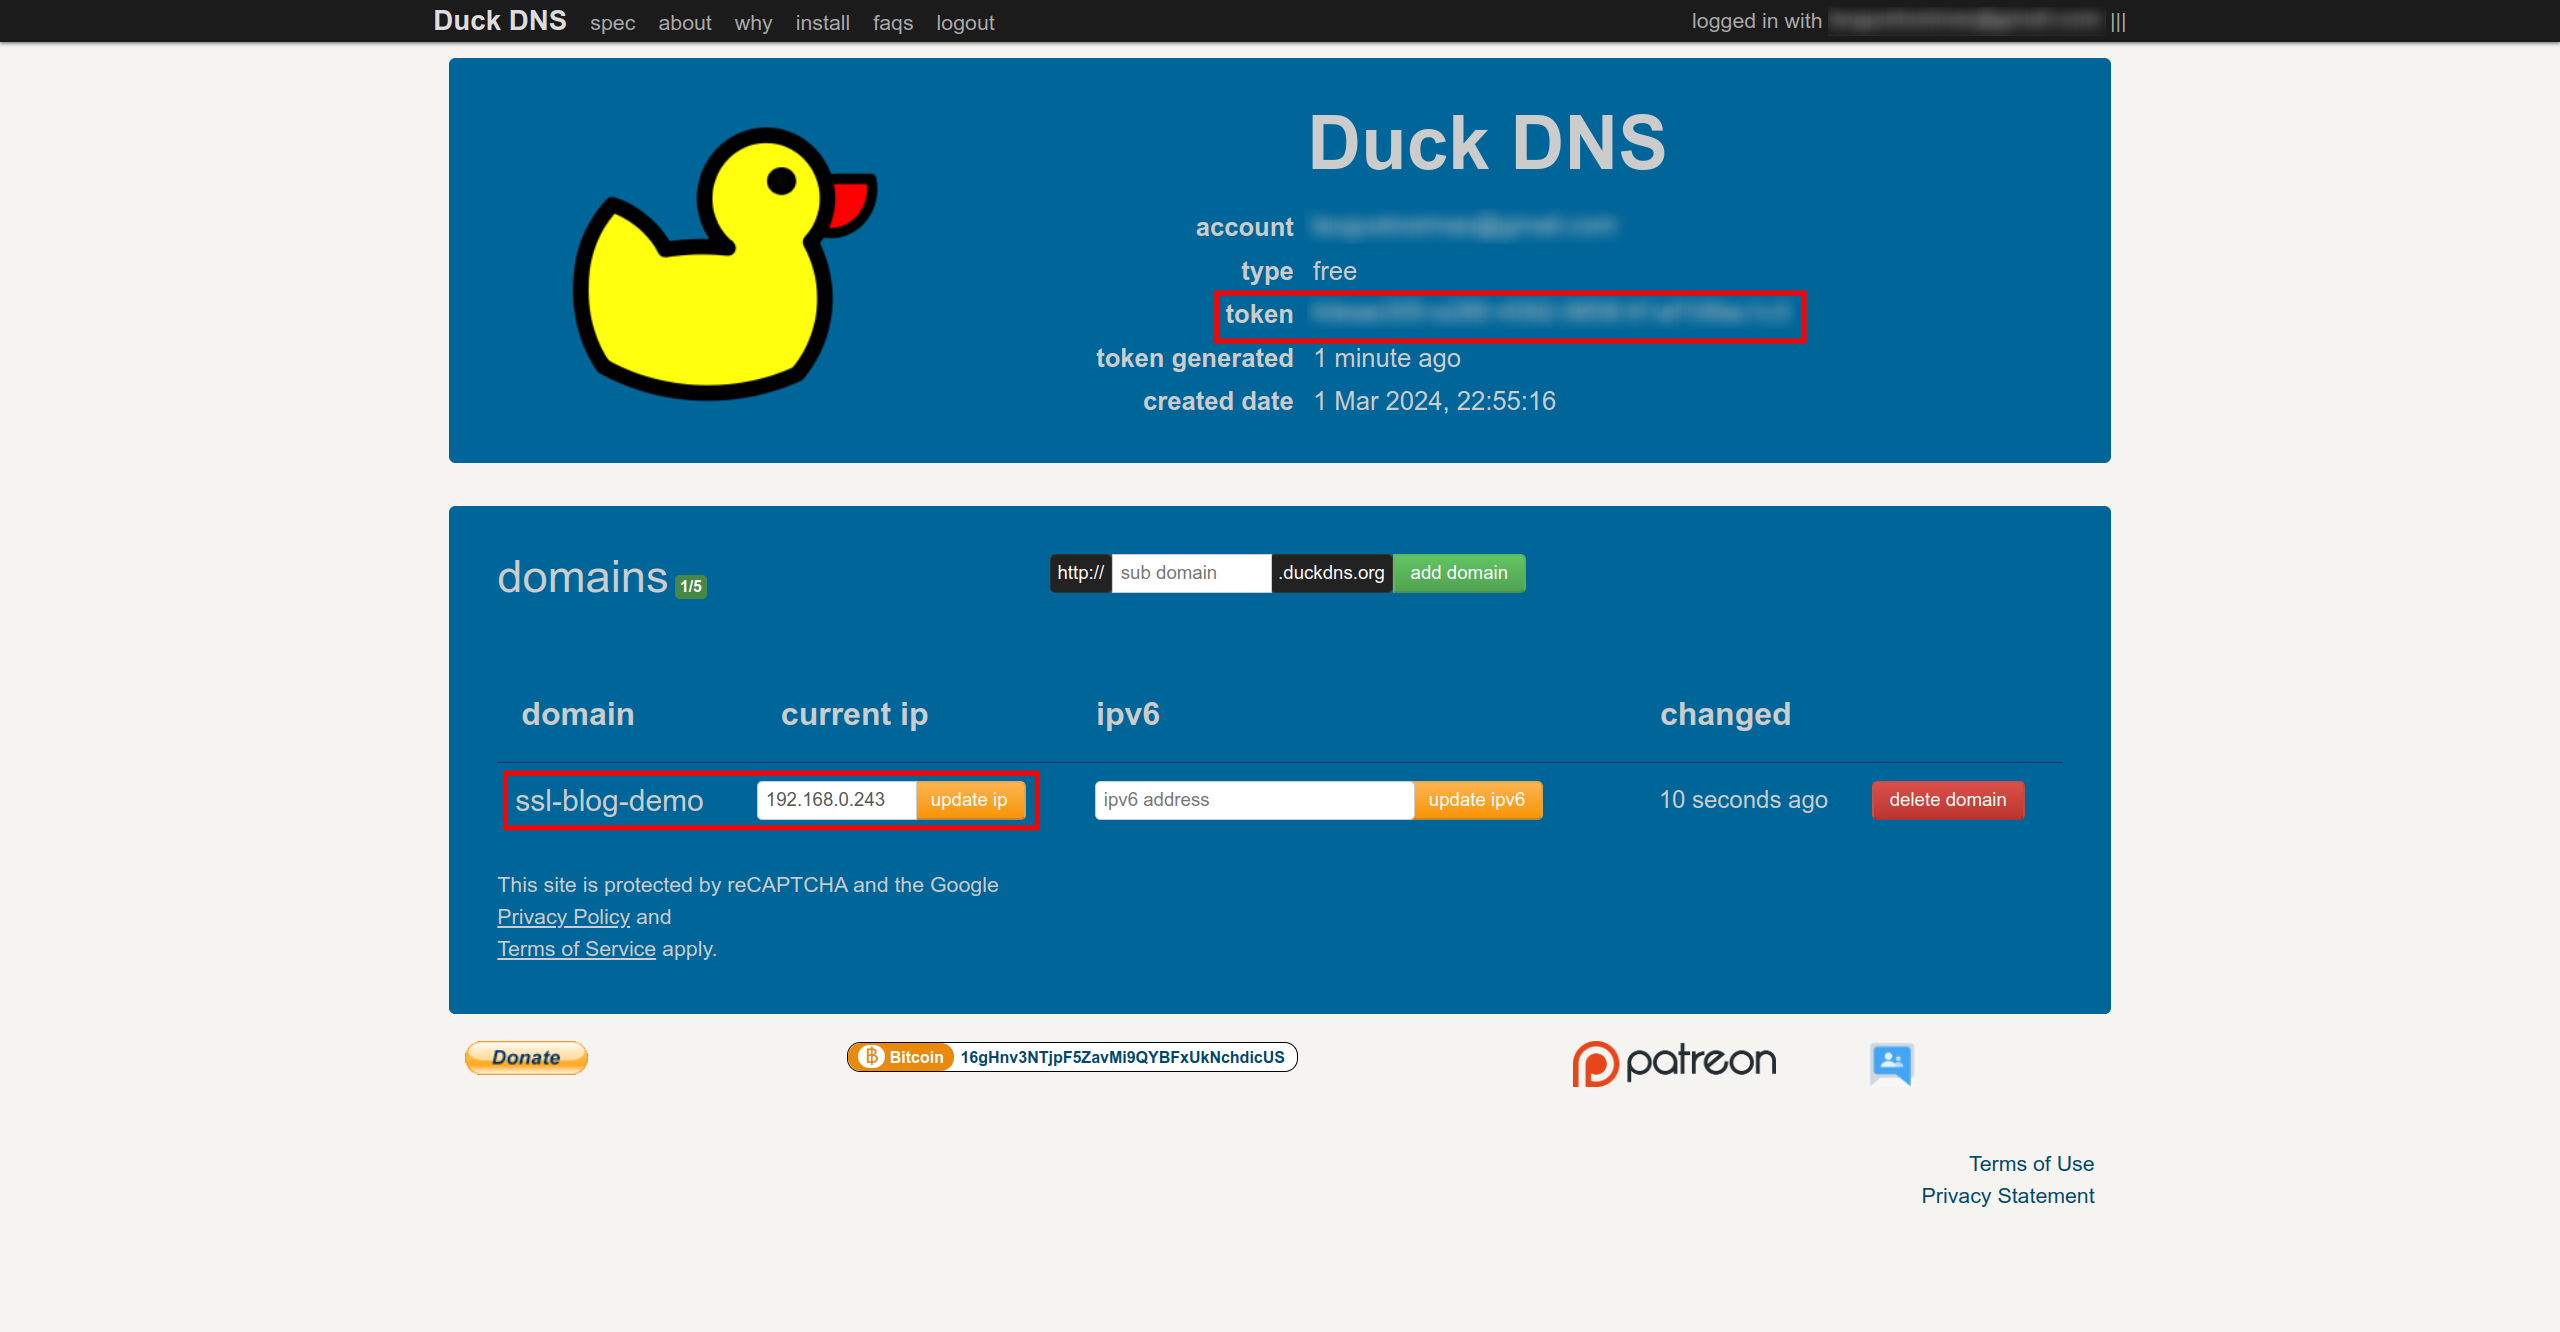 Duck DNS spec about why install faqs logout logged in with |||
Duck DNS
account
type free
token
token generated 1 minute ago
created date 1 Mar 2024, 22:55:16
domains 1/5 http:// sub domain .duckdns.org add domain
domain current ip ipv6 changed
ssl-blog-demo 192.168.0.243 update ip ipv6 address update ipv6 10 seconds ago delete domain
This site is protected by reCAPTCHA and the Google
Privacy Policy and
Terms of Service apply.
Donate Bitcoin 16gHnv3NTjpF5ZavMi9QYBFxUkNchdicUS patreon
Terms of Use
Privacy Statement